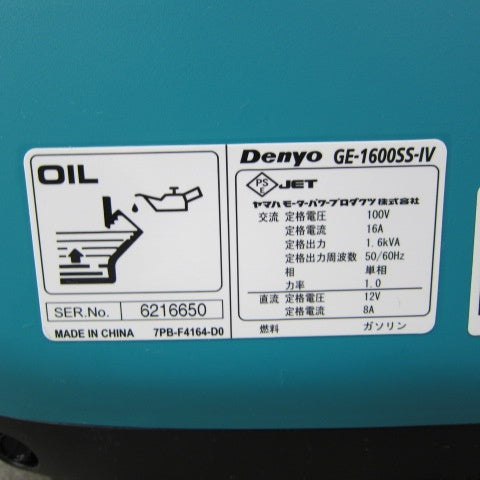 OIL
SER.No. 6216650
MADE IN CHINA 7PB-F4164-D0
Denyo GE-1600SS-IV
PS E JET
ヤマハモーターパワープロダクツ株式会社
交流 定格電圧 100V
定格電流 16A
定格出力 1.6kVA
定格出力周波数 50/60Hz
相 単相
力率 1.0
直流 定格電圧 12V
定格電流 8A
燃料 ガソリン